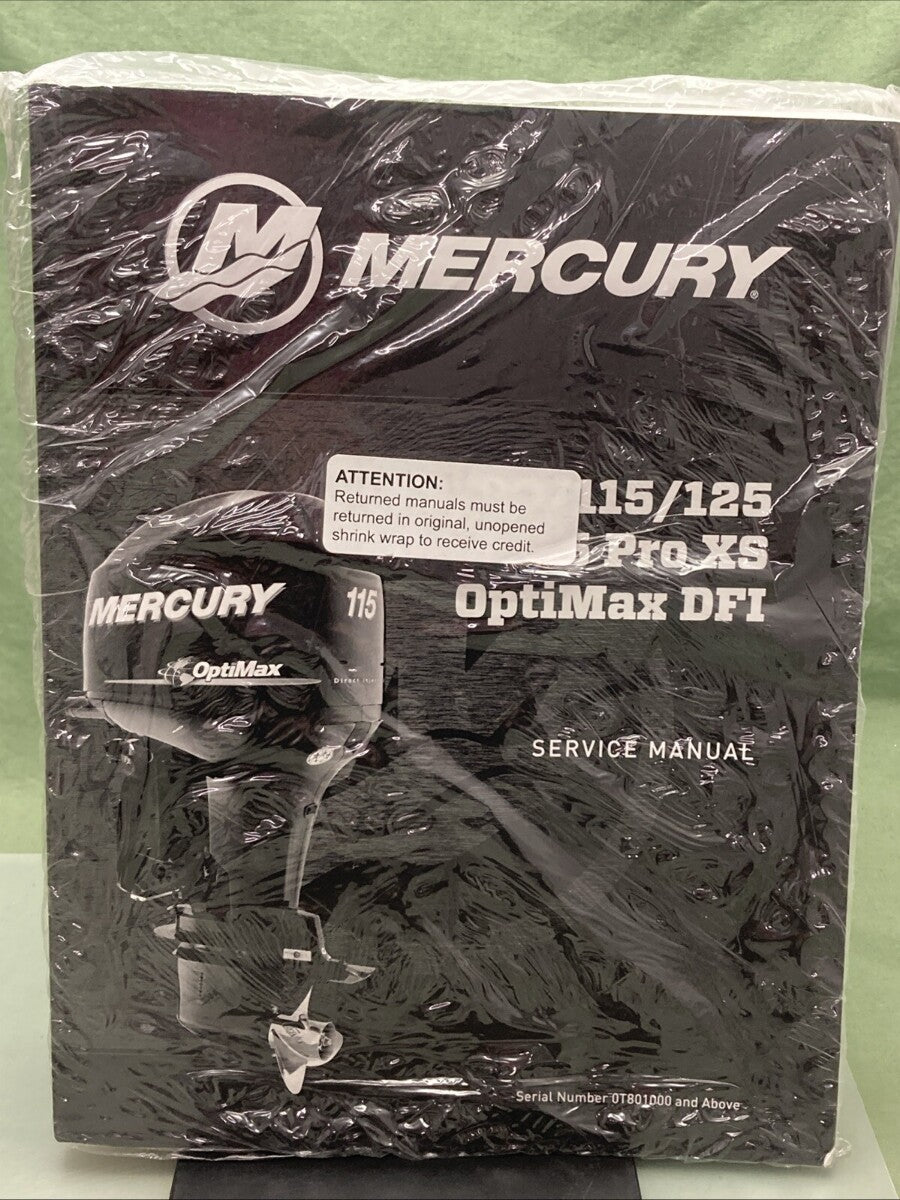 M MERCURY®
ATTENTION:
Returned manuals must be
returned in original, unopened
shrink wrap to receive credit.
115/125
Pro XS
OptiMax DFI
MERCURY 115
OptiMax
Direct
SERVICE MANUAL
Serial Number 0T801000 and Above